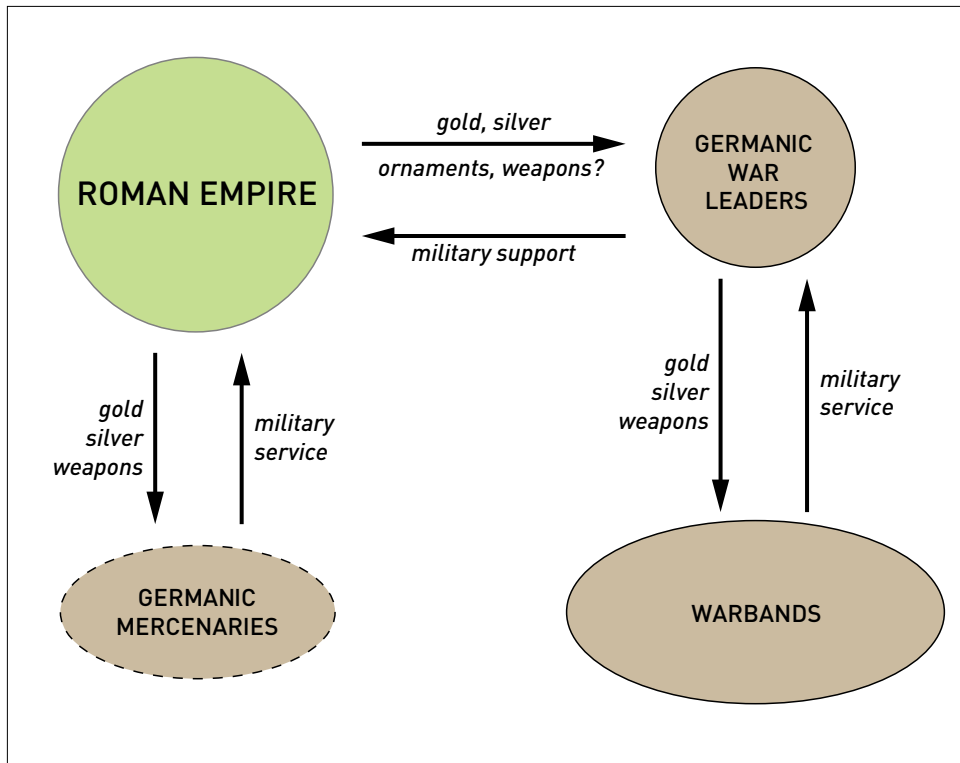 ROMAN EMPIRE
gold, silver
ornaments, weapons?
GERMANIC
WAR
LEADERS
military support
gold
silver
weapons
military
service
gold
silver
weapons
military
service
GERMANIC
MERCENARIES
WARBANDS